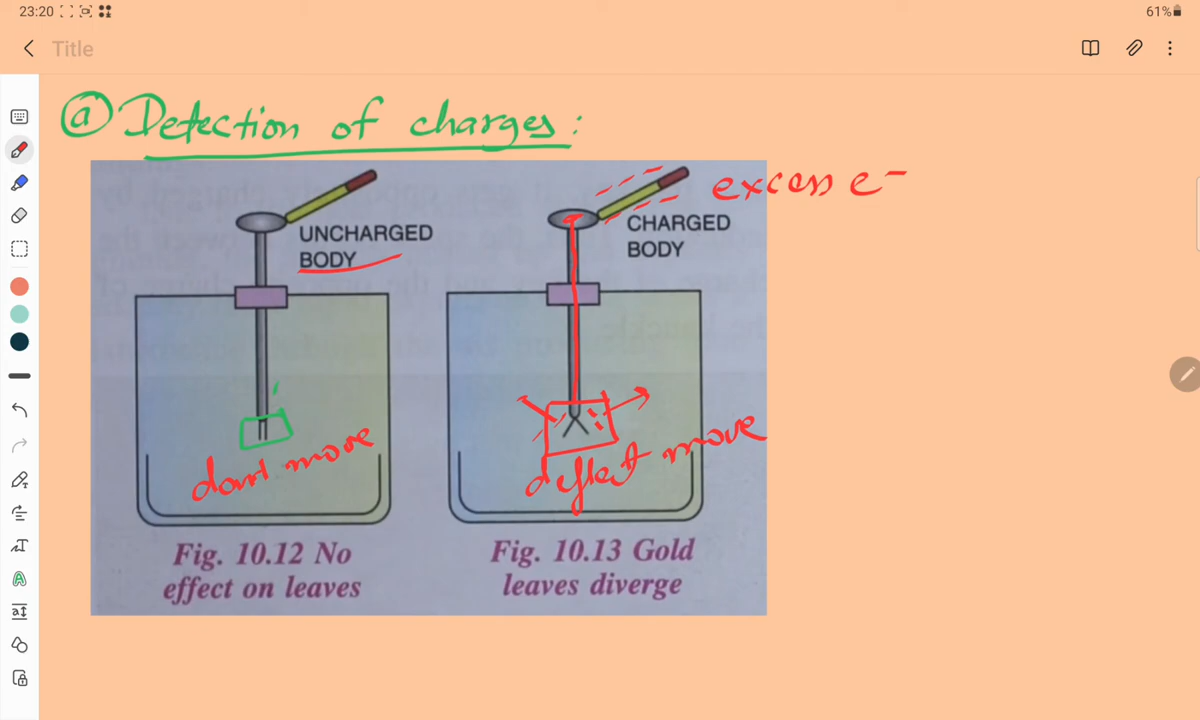 23:20
61%
Title
@ Detection of charges:
excess e-
UNCHARGED
BODY
CHARGED
BODY
dont move
deflect move
Fig. 10.12 No
effect on leaves
Fig. 10.13 Gold
leaves diverge